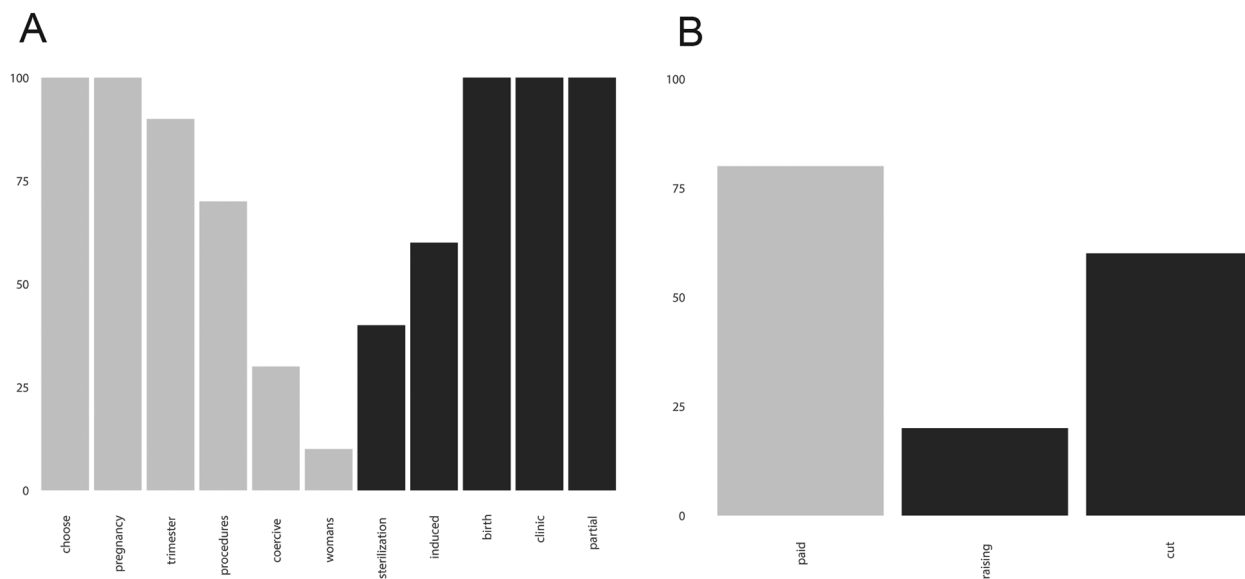 A
100
75
50
25
0
choose
pregnancy
trimester
procedures
coercive
womans
sterilization
induced
birth
clinic
partial
B
100
75
50
25
0
paid
raising
cut